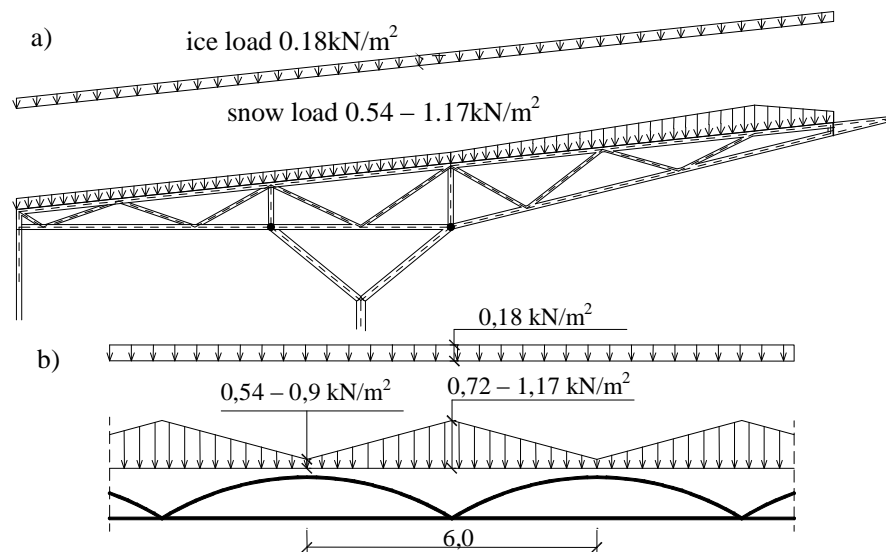 a)
ice load 0.18kN/m²
snow load 0.54 – 1.17kN/m²
0,18 kN/m²
b)
0,54 – 0,9 kN/m²
0,72 – 1,17 kN/m²
6,0